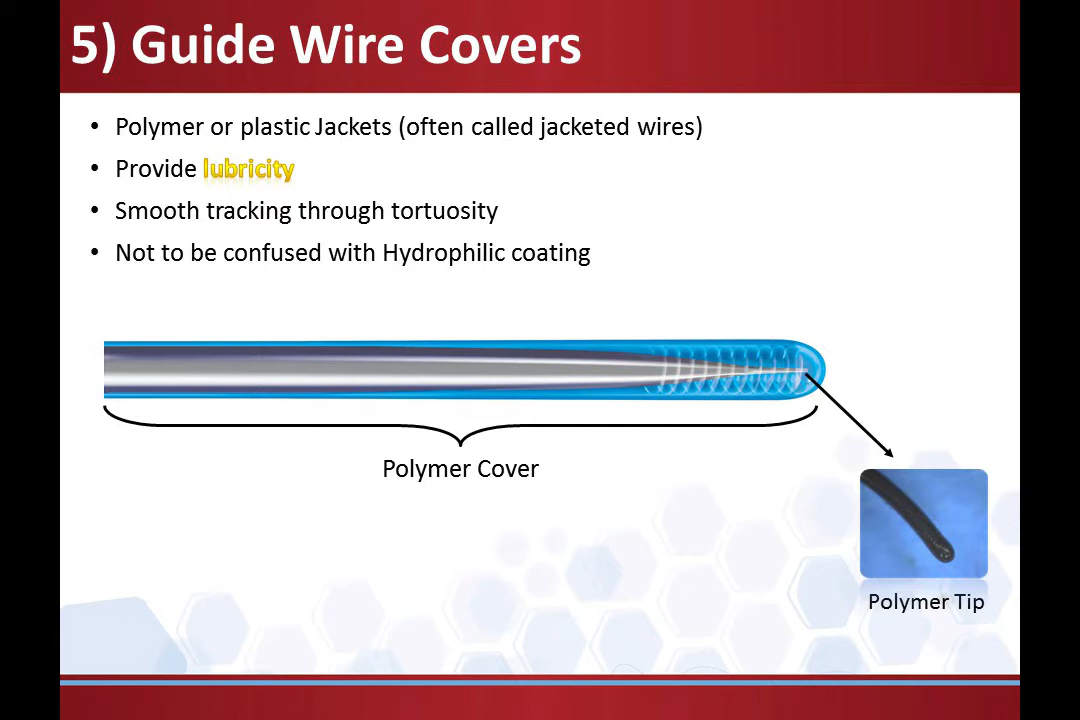 5) Guide Wire Covers
• Polymer or plastic Jackets (often called jacketed wires)
• Provide lubricity
• Smooth tracking through tortuosity
• Not to be confused with Hydrophilic coating
Polymer Cover
Polymer Tip